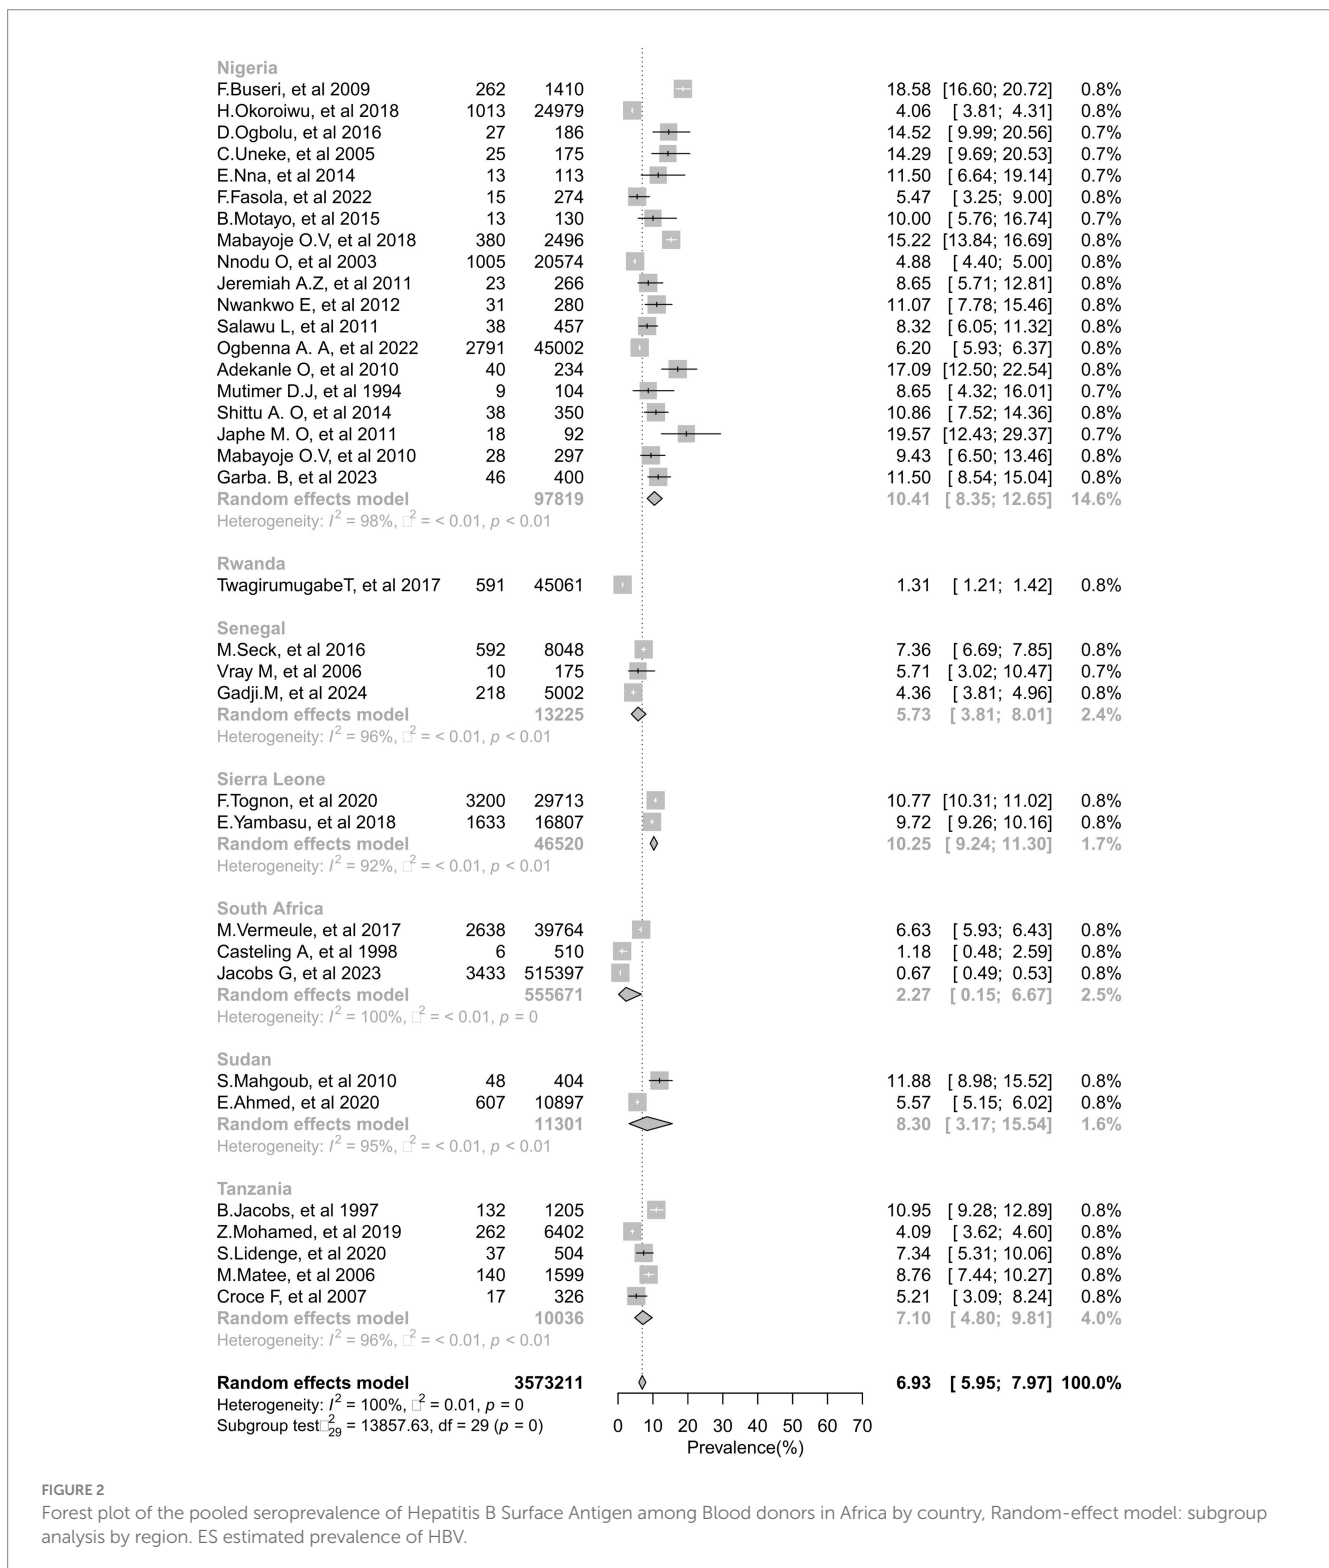 Nigeria
F.Buseri, et al 2009 262 1410 18.58 [16.60; 20.72] 0.8%
H.Okoroiwu, et al 2018 1013 24979 4.06 [ 3.81; 4.31] 0.8%
D.Ogbolu, et al 2016 27 186 14.52 [ 9.99; 20.56] 0.7%
C.Uneke, et al 2005 25 175 14.29 [ 9.69; 20.53] 0.7%
E.Nna, et al 2014 13 113 11.50 [ 6.64; 19.14] 0.7%
F.Fasola, et al 2022 15 274 5.47 [ 3.25; 9.00] 0.8%
B.Motayo, et al 2015 13 130 10.00 [ 5.76; 16.74] 0.7%
Mabayoje O.V, et al 2018 380 2496 15.22 [13.84; 16.69] 0.8%
Nnodu O, et al 2003 1005 20574 4.88 [ 4.40; 5.00] 0.8%
Jeremiah A.Z, et al 2011 23 266 8.65 [ 5.71; 12.81] 0.8%
Nwankwo E, et al 2012 31 280 11.07 [ 7.78; 15.46] 0.8%
Salawu L, et al 2011 38 457 8.32 [ 6.05; 11.32] 0.8%
Ogbenna A. A, et al 2022 2791 45002 6.20 [ 5.93; 6.37] 0.8%
Adekanle O, et al 2010 40 234 17.09 [12.50; 22.54] 0.8%
Mutimer D.J, et al 1994 9 104 8.65 [ 4.32; 16.01] 0.7%
Shittu A. O, et al 2014 38 350 10.86 [ 7.52; 14.36] 0.8%
Japhe M. O, et al 2011 18 92 19.57 [12.43; 29.37] 0.7%
Mabayoje O.V, et al 2010 28 297 9.43 [ 6.50; 13.46] 0.8%
Garba. B, et al 2023 46 400 11.50 [ 8.54; 15.04] 0.8%
Random effects model 97819 10.41 [ 8.35; 12.65] 14.6%
Heterogeneity: I² = 98%, □² = < 0.01, p < 0.01
Rwanda
TwagirumugabeT, et al 2017 591 45061 1.31 [ 1.21; 1.42] 0.8%
Senegal
M.Seck, et al 2016 592 8048 7.36 [ 6.69; 7.85] 0.8%
Vray M, et al 2006 10 175 5.71 [ 3.02; 10.47] 0.7%
Gadji.M, et al 2024 218 5002 4.36 [ 3.81; 4.96] 0.8%
Random effects model 13225 5.73 [ 3.81; 8.01] 2.4%
Heterogeneity: I² = 96%, □² = < 0.01, p < 0.01
Sierra Leone
F.Tognon, et al 2020 3200 29713 10.77 [10.31; 11.02] 0.8%
E.Yambasu, et al 2018 1633 16807 9.72 [ 9.26; 10.16] 0.8%
Random effects model 46520 10.25 [ 9.24; 11.30] 1.7%
Heterogeneity: I² = 92%, □² = < 0.01, p < 0.01
South Africa
M.Vermeule, et al 2017 2638 39764 6.63 [ 5.93; 6.43] 0.8%
Casteling A, et al 1998 6 510 1.18 [ 0.48; 2.59] 0.8%
Jacobs G, et al 2023 3433 515397 0.67 [ 0.49; 0.53] 0.8%
Random effects model 555671 2.27 [ 0.15; 6.67] 2.5%
Heterogeneity: I² = 100%, □² = < 0.01, p = 0
Sudan
S.Mahgoub, et al 2010 48 404 11.88 [ 8.98; 15.52] 0.8%
E.Ahmed, et al 2020 607 10897 5.57 [ 5.15; 6.02] 0.8%
Random effects model 11301 8.30 [ 3.17; 15.54] 1.6%
Heterogeneity: I² = 95%, □² = < 0.01, p < 0.01
Tanzania
B.Jacobs, et al 1997 132 1205 10.95 [ 9.28; 12.89] 0.8%
Z.Mohamed, et al 2019 262 6402 4.09 [ 3.62; 4.60] 0.8%
S.Lidenge, et al 2020 37 504 7.34 [ 5.31; 10.06] 0.8%
M.Matee, et al 2006 140 1599 8.76 [ 7.44; 10.27] 0.8%
Croce F, et al 2007 17 326 5.21 [ 3.09; 8.24] 0.8%
Random effects model 10036 7.10 [ 4.80; 9.81] 4.0%
Heterogeneity: I² = 96%, □² = < 0.01, p < 0.01
Random effects model 3573211 6.93 [ 5.95; 7.97] 100.0%
Heterogeneity: I² = 100%, □² = 0.01, p = 0
Subgroup test□²₂₉ = 13857.63, df = 29 (p = 0)
0 10 20 30 40 50 60 70
Prevalence(%)
FIGURE 2
Forest plot of the pooled seroprevalence of Hepatitis B Surface Antigen among Blood donors in Africa by country, Random-effect model: subgroup
analysis by region. ES estimated prevalence of HBV.